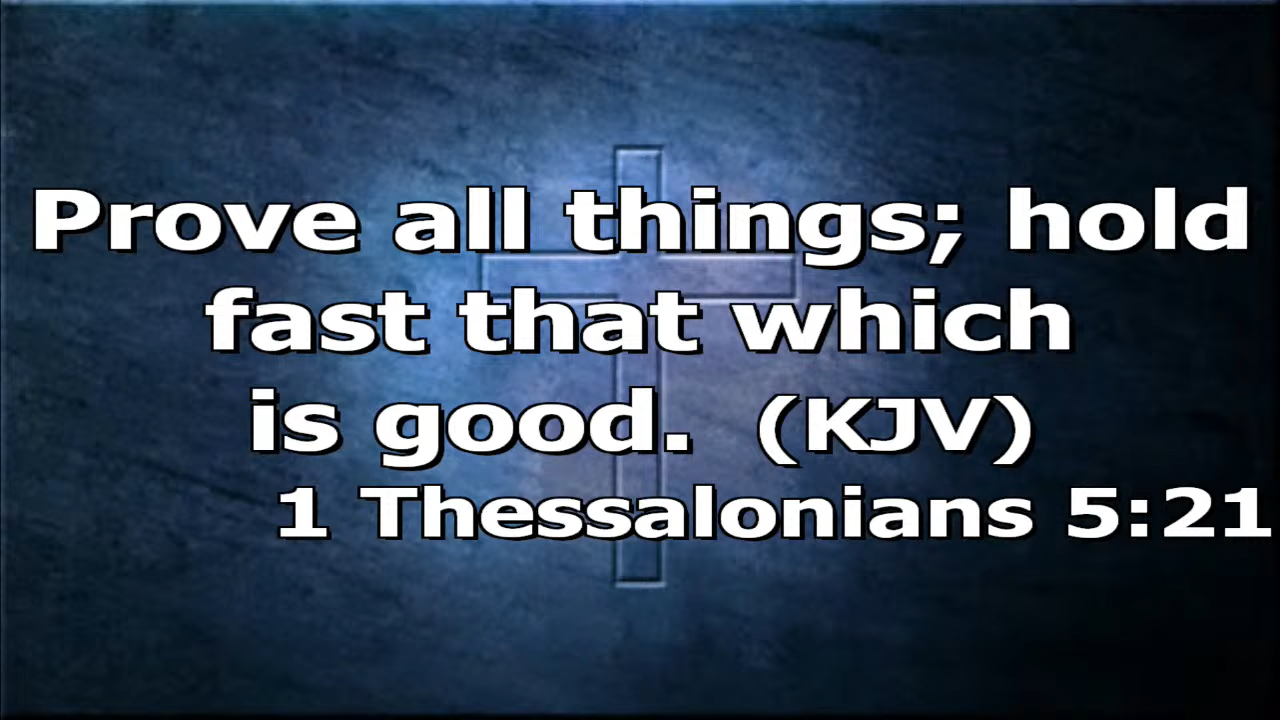 Prove all things; hold
fast that which
is good.  (KJV)
1 Thessalonians 5:21